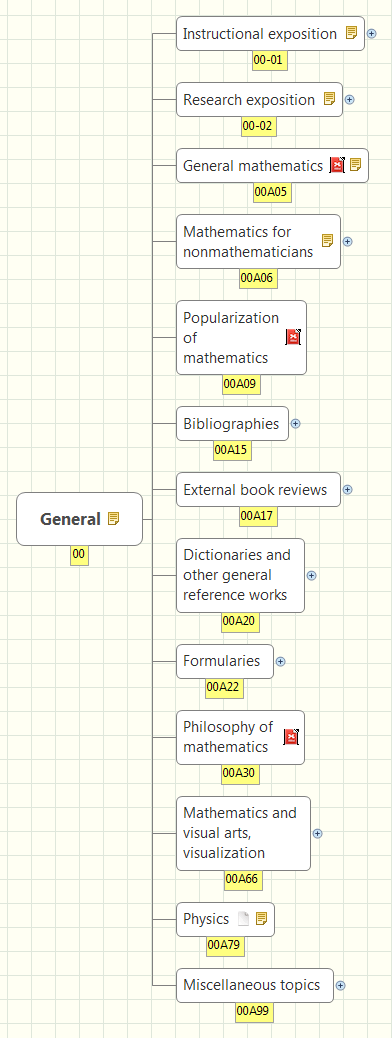 Instructional exposition
00-01
Research exposition
00-02
General mathematics
00A05
Mathematics for
nonmathematicians
00A06
Popularization
of
mathematics
00A09
Bibliographies
00A15
External book reviews
00A17
General
00
Dictionaries and
other general
reference works
00A20
Formularies
00A22
Philosophy of
mathematics
00A30
Mathematics and
visual arts,
visualization
00A66
Physics
00A79
Miscellaneous topics
00A99